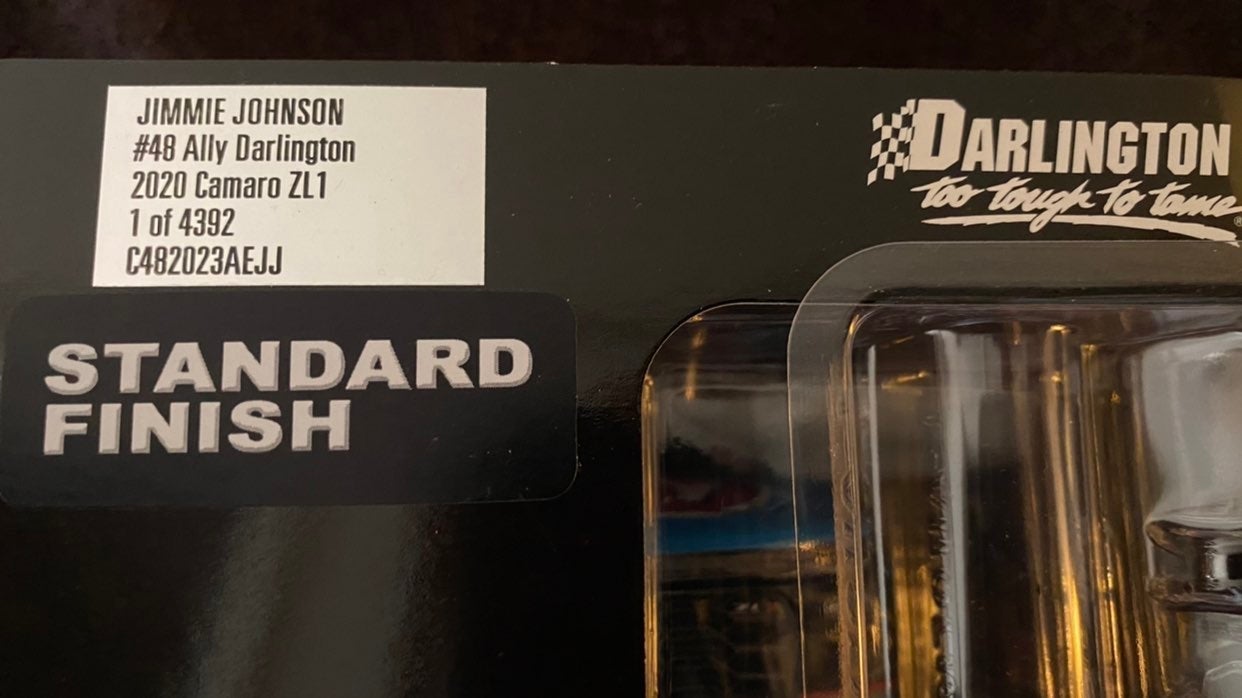 JIMMIE JOHNSON
#48 Ally Darlington
2020 Camaro ZL1
1 of 4392
C482023AEJJ
STANDARD
FINISH
DARLINGTON
too tough to tame®